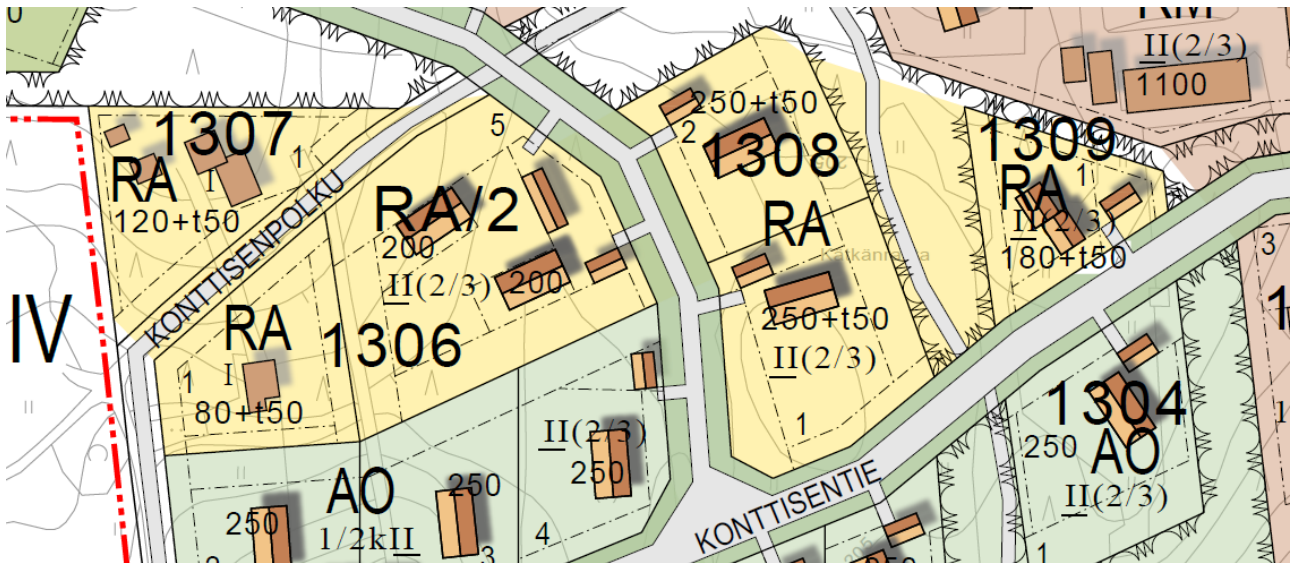 0
RM
II(2/3)
1100
1307
1
RA
I
120+t50
KONTTISENPOLKU
5
RA/2
200
II(2/3)
200
1306
250+t50
2
1308
RA
250+t50
II(2/3)
1
1309
1
RA
II(2/3)
180+t50
3
1
IV
RA
I
1
80+t50
II(2/3)
250
AO
1/2kII
250
250
3
4
KONTTISENTIE
1304
250
AO
II(2/3)
1
1